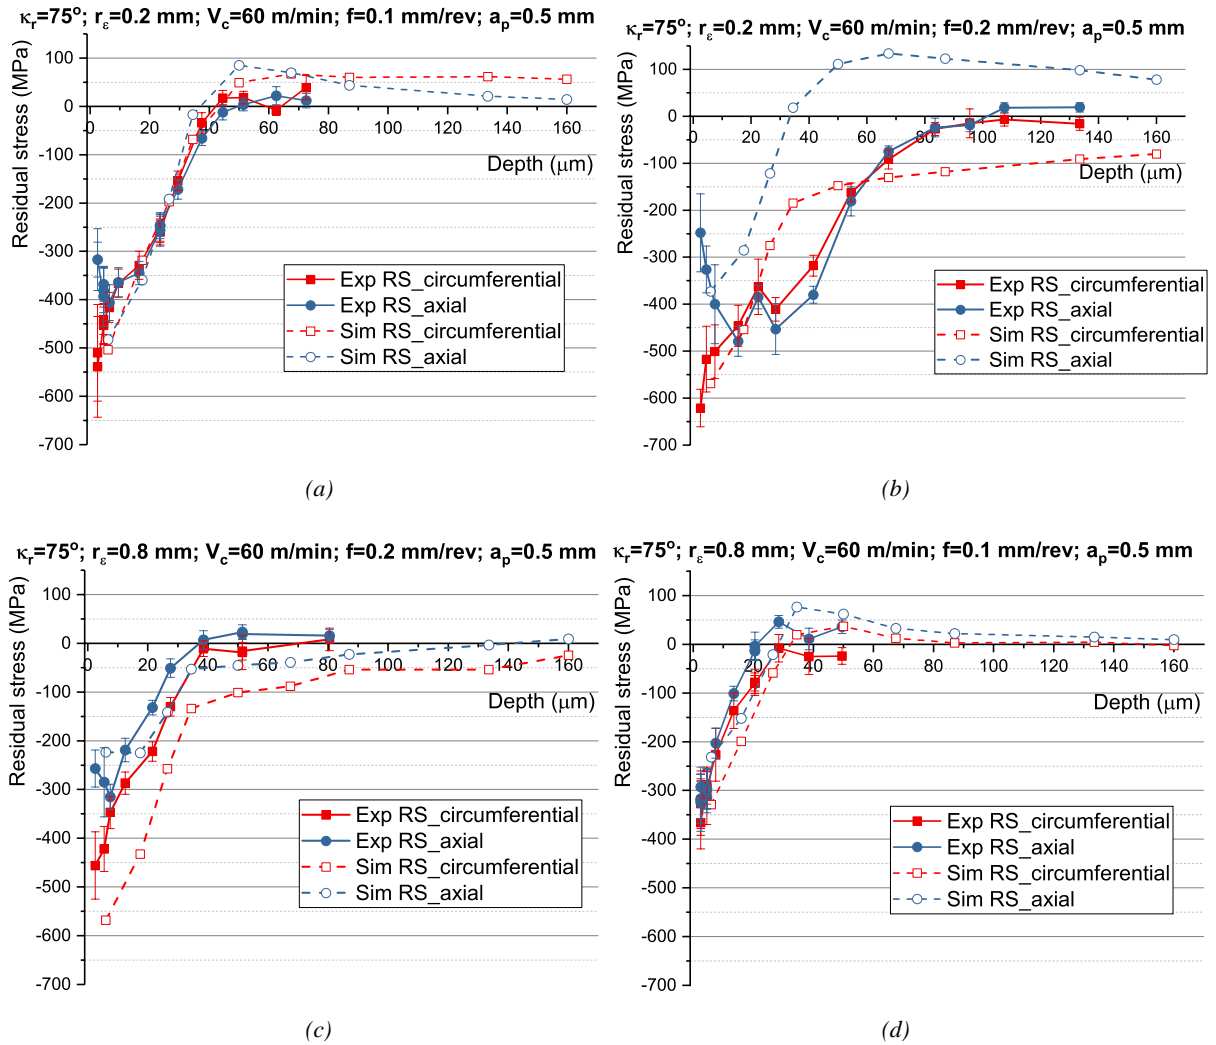 κr=75°; rε=0.2 mm; Vc=60 m/min; f=0.1 mm/rev; ap=0.5 mm
Residual stress (MPa)
100
0
-100
-200
-300
-400
-500
-600
-700
0 20 40 60 80 100 120 140 160
Depth (μm)
Exp RS_circumferential
Exp RS_axial
Sim RS_circumferential
Sim RS_axial
(a)
κr=75°; rε=0.2 mm; Vc=60 m/min; f=0.2 mm/rev; ap=0.5 mm
Residual stress (MPa)
100
0
-100
-200
-300
-400
-500
-600
-700
0 20 40 60 80 100 120 140 160
Depth (μm)
Exp RS_circumferential
Exp RS_axial
Sim RS_circumferential
Sim RS_axial
(b)
κr=75°; rε=0.8 mm; Vc=60 m/min; f=0.2 mm/rev; ap=0.5 mm
Residual stress (MPa)
100
0
-100
-200
-300
-400
-500
-600
-700
0 20 40 60 80 100 120 140 160
Depth (μm)
Exp RS_circumferential
Exp RS_axial
Sim RS_circumferential
Sim RS_axial
(c)
κr=75°; rε=0.8 mm; Vc=60 m/min; f=0.1 mm/rev; ap=0.5 mm
Residual stress (MPa)
100
0
-100
-200
-300
-400
-500
-600
-700
0 20 40 60 80 100 120 140 160
Depth (μm)
Exp RS_circumferential
Exp RS_axial
Sim RS_circumferential
Sim RS_axial
(d)